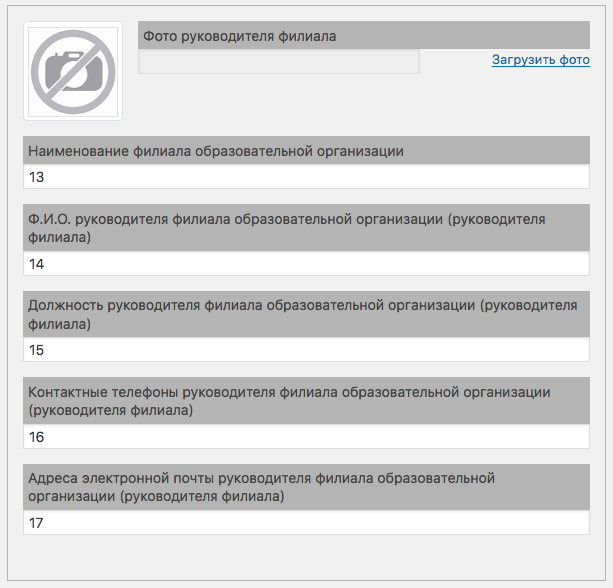 Фото руководителя филиала
Загрузить фото
Наименование филиала образовательной организации
13
Ф.И.О. руководителя филиала образовательной организации (руководителя
филиала)
14
Должность руководителя филиала образовательной организации (руководителя
филиала)
15
Контактные телефоны руководителя филиала образовательной организации
(руководителя филиала)
16
Адреса электронной почты руководителя филиала образовательной
организации (руководителя филиала)
17